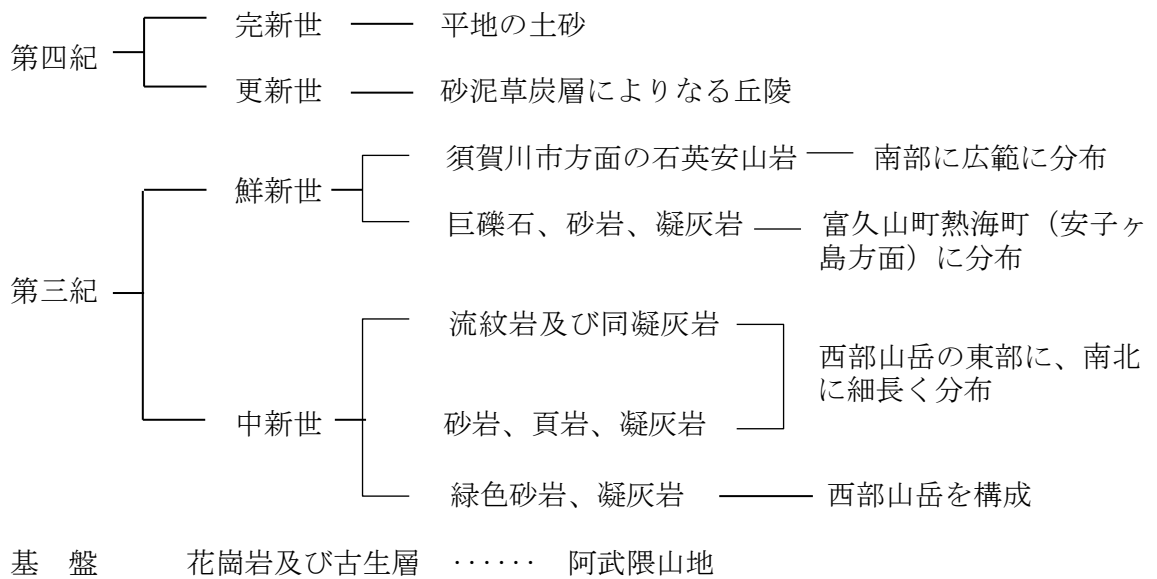 第四紀
完新世 平地の土砂
更新世 砂泥草炭層によりなる丘陵
第三紀
鮮新世
須賀川市方面の石英安山岩 南部に広範に分布
巨礫石、砂岩、凝灰岩 富久山町熱海町（安子ヶ
島方面）に分布
中新世
流紋岩及び同凝灰岩
砂岩、頁岩、凝灰岩
西部山岳の東部に、南北
に細長く分布
緑色砂岩、凝灰岩 西部山岳を構成
基　盤 花崗岩及び古生層 ‥‥‥ 阿武隈山地